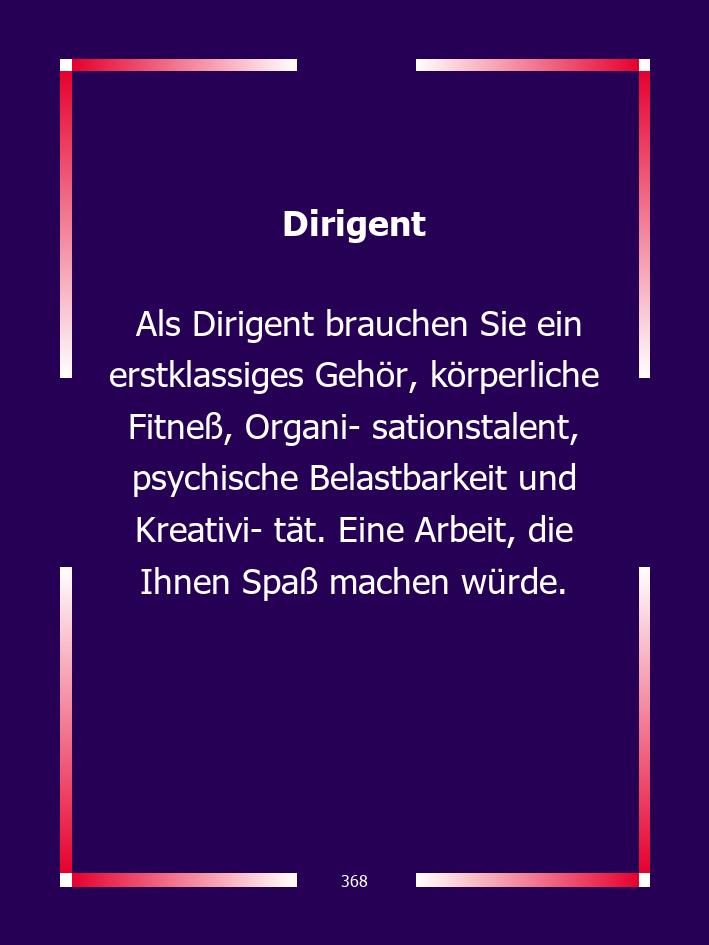 Dirigent
Als Dirigent brauchen Sie ein
erstklassiges Gehör, körperliche
Fitneß, Organi- sationstalent,
psychische Belastbarkeit und
Kreativi- tät. Eine Arbeit, die
Ihnen Spaß machen würde.
368